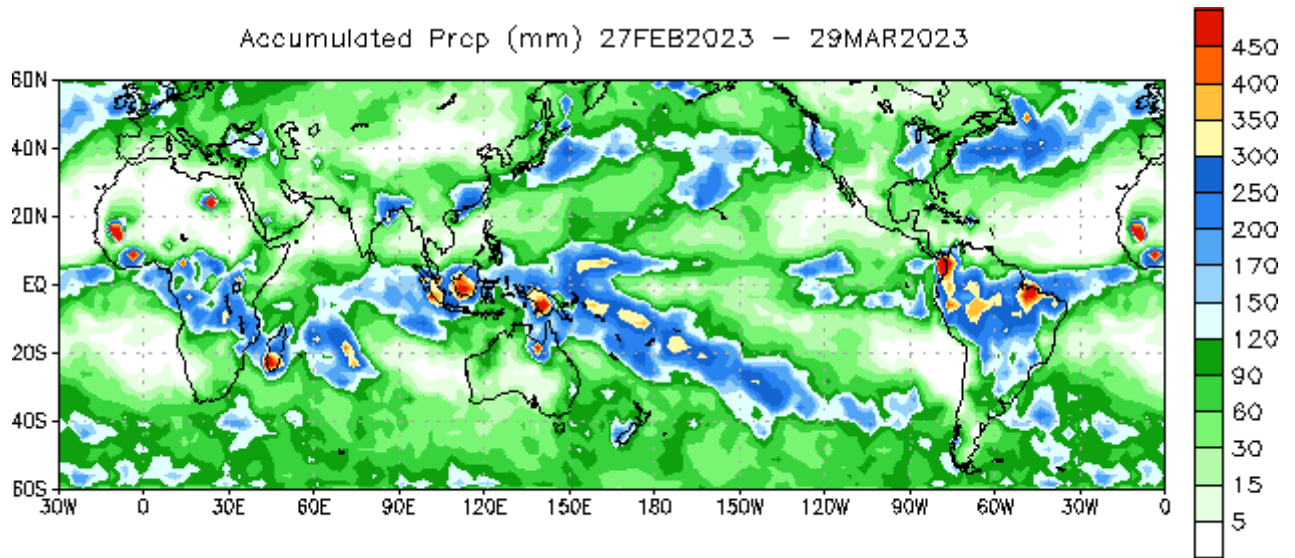 Accumulated Prcp (mm) 27FEB2023 – 29MAR2023
60N
40N
20N
EQ
20S
40S
60S
30W 0 30E 60E 90E 120E 150E 180 150W 120W 90W 60W 30W 0
450
400
350
300
250
200
170
150
120
90
60
30
15
5